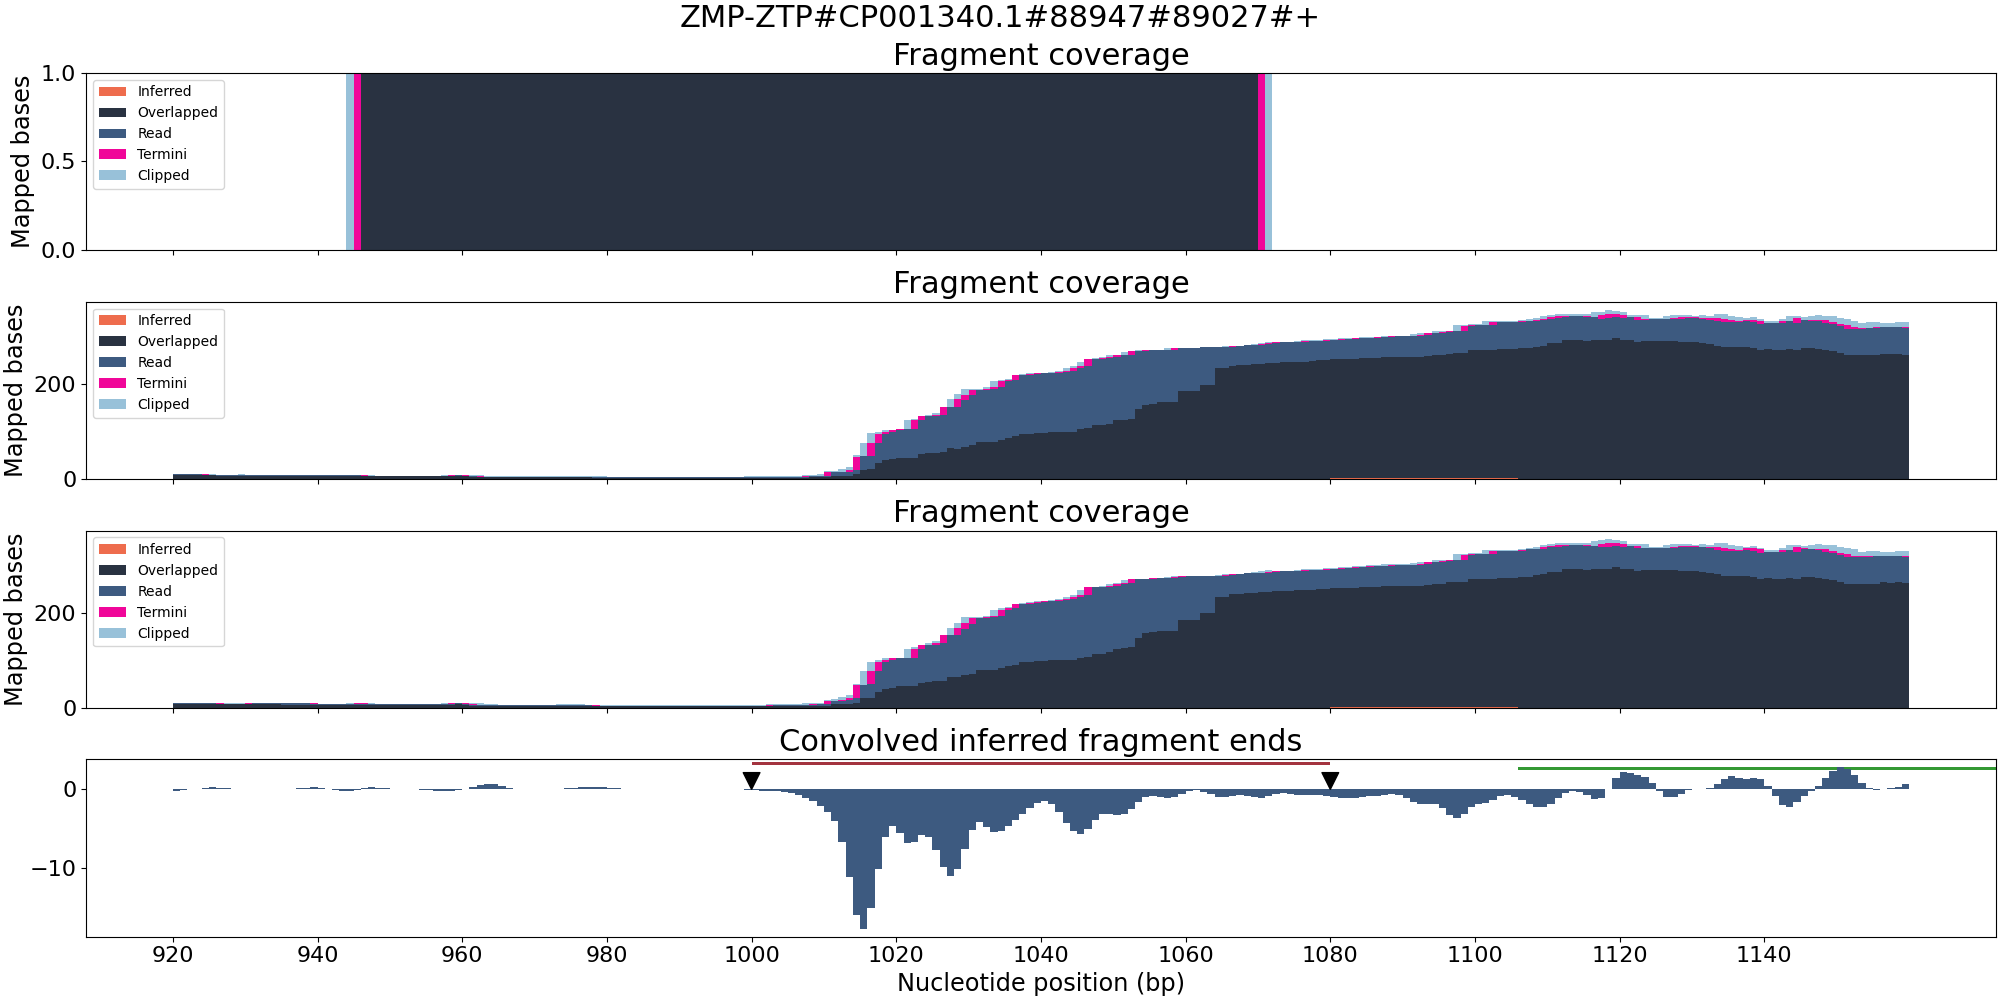 ZMP-ZTP#CP001340.1#88947#89027#+
Fragment coverage
Mapped bases
1.0
0.5
0.0
Inferred
Overlapped
Read
Termini
Clipped
Fragment coverage
Mapped bases
200
0
Inferred
Overlapped
Read
Termini
Clipped
Fragment coverage
Mapped bases
200
0
Inferred
Overlapped
Read
Termini
Clipped
Convolved inferred fragment ends
0
−10
920 940 960 980 1000 1020 1040 1060 1080 1100 1120 1140
Nucleotide position (bp)